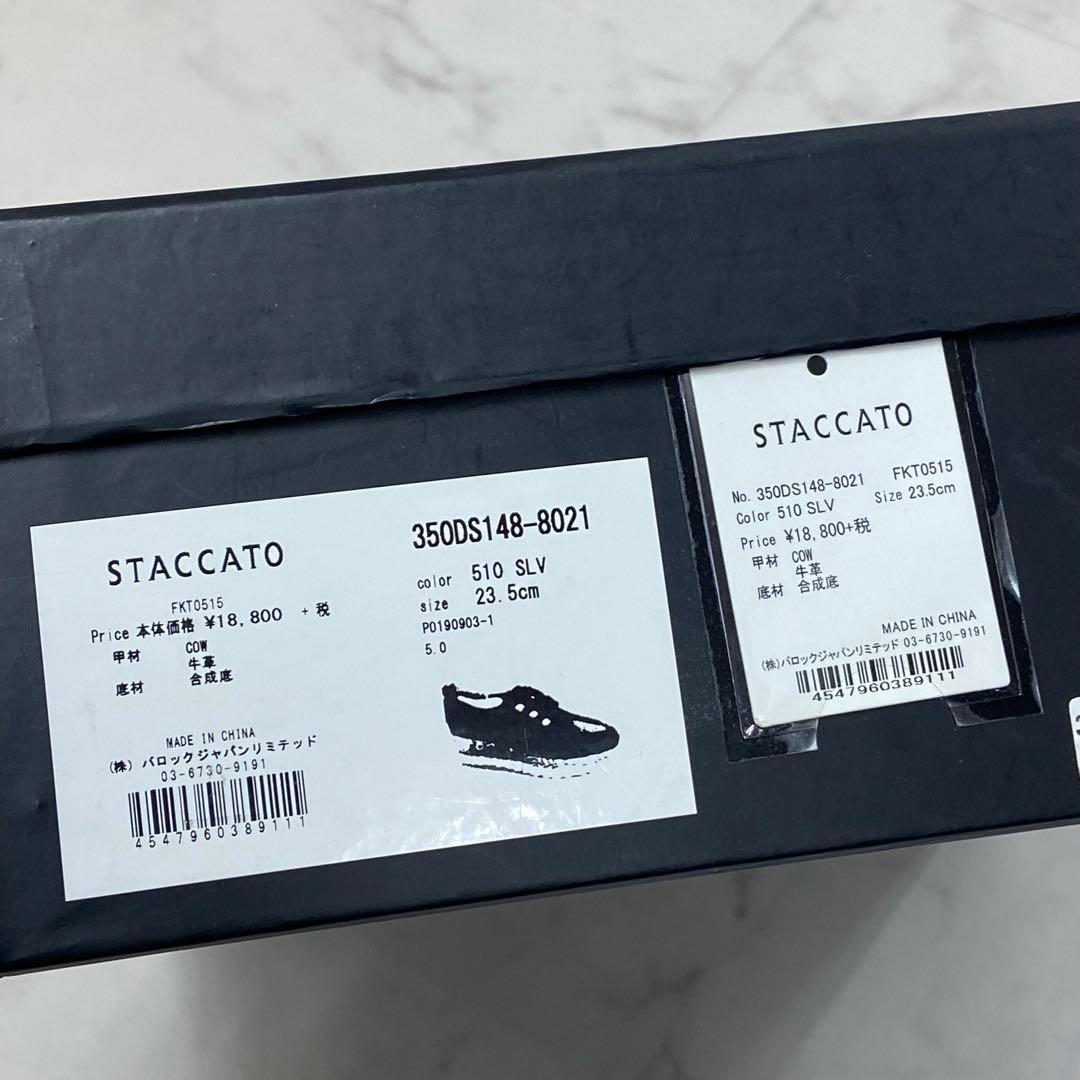 STACCATO
FKT0515
Price 本体価格 ¥18,800 + 税
甲材 COW
牛革
底材 合成底
MADE IN CHINA
(株) バロックジャパンリミテッド
03-6730-9191
4547960389111
350DS148-8021
color 510 SLV
size 23.5cm
P0190903-1
5.0
STACCATO
No. 350DS148-8021 FKT0515
Color 510 SLV Size 23.5cm
Price ¥18,800+税
甲材 COW
牛革
底材 合成底
MADE IN CHINA
(株)バロックジャパンリミテッド 03-6730-9191
4547960389111